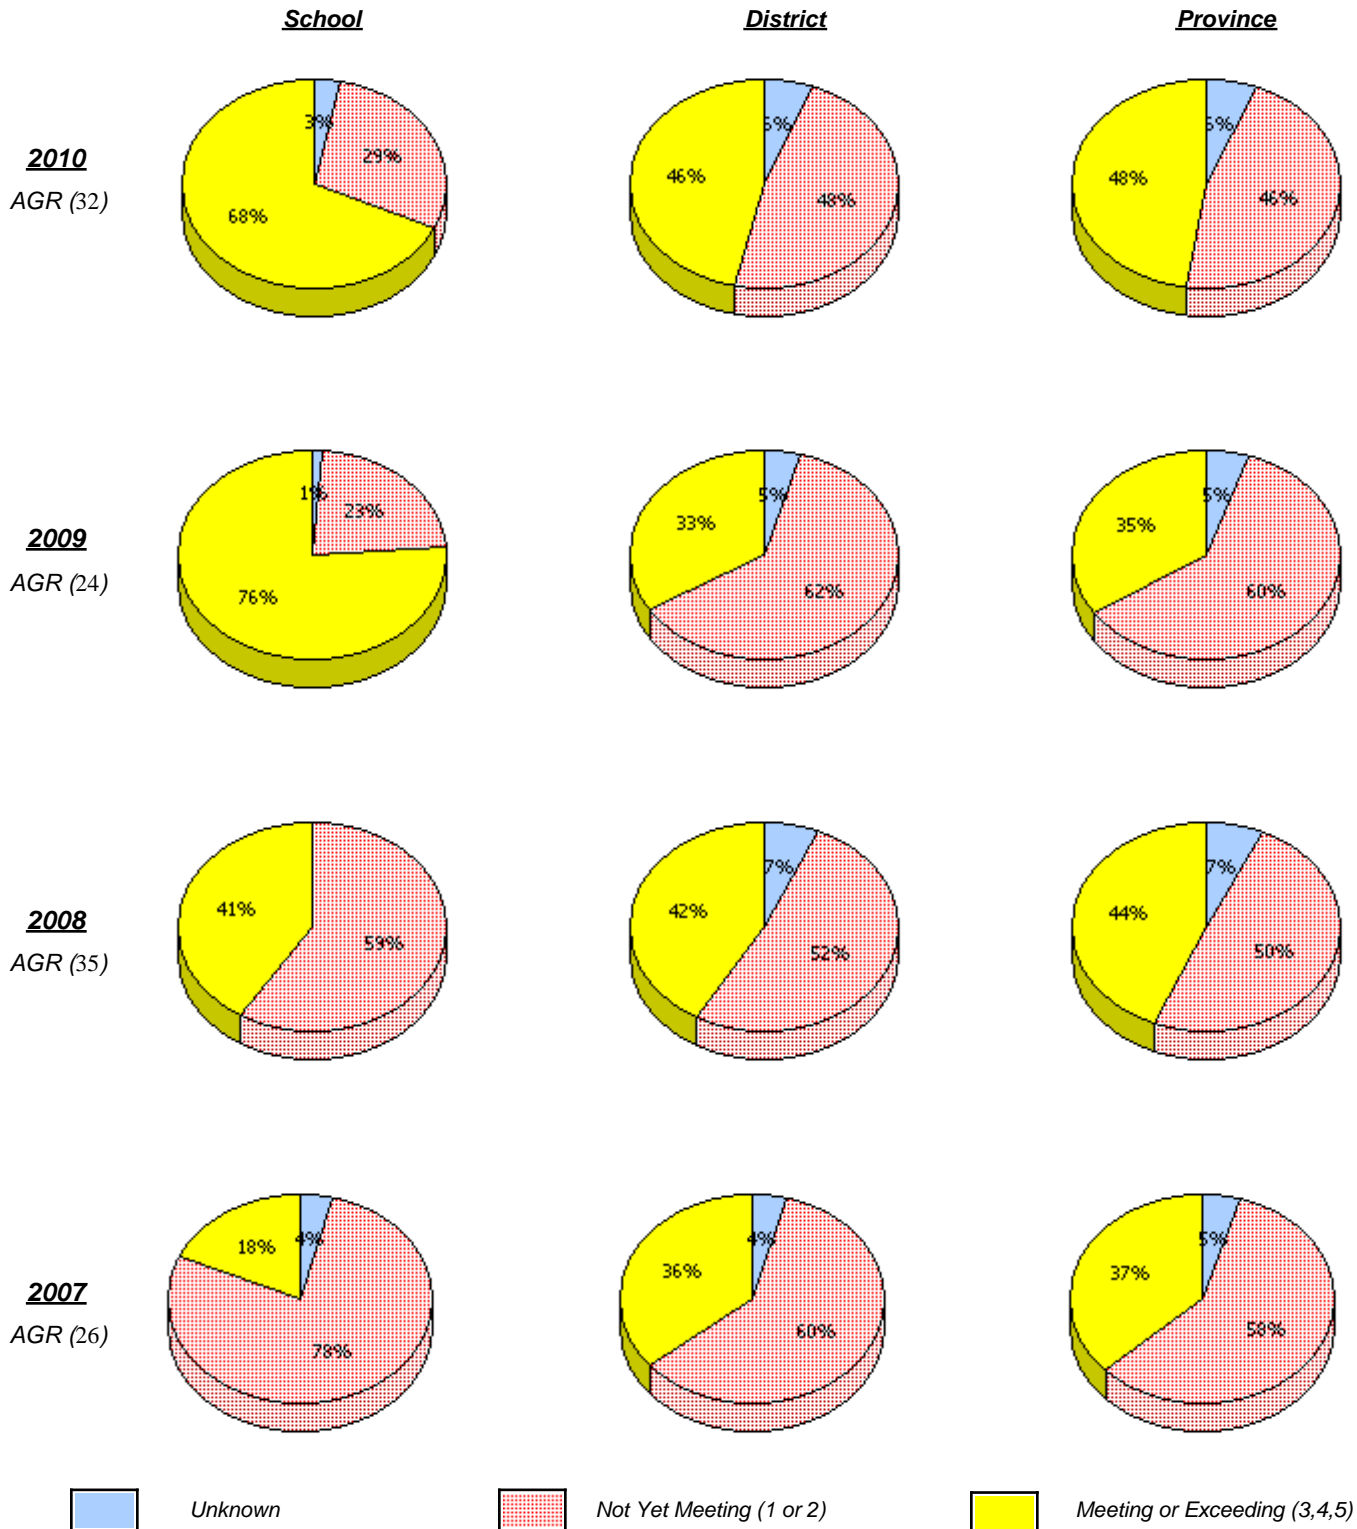 School District Province
2010
AGR (32)
3% 29% 68%
46% 48%
48% 46%
2009
AGR (24)
1% 23% 76%
33% 5% 62%
35% 5% 60%
2008
AGR (35)
41% 59%
42% 7% 52%
44% 7% 50%
2007
AGR (26)
18% 4% 78%
36% 4% 60%
37% 5% 58%
Unknown Not Yet Meeting (1 or 2) Meeting or Exceeding (3,4,5)